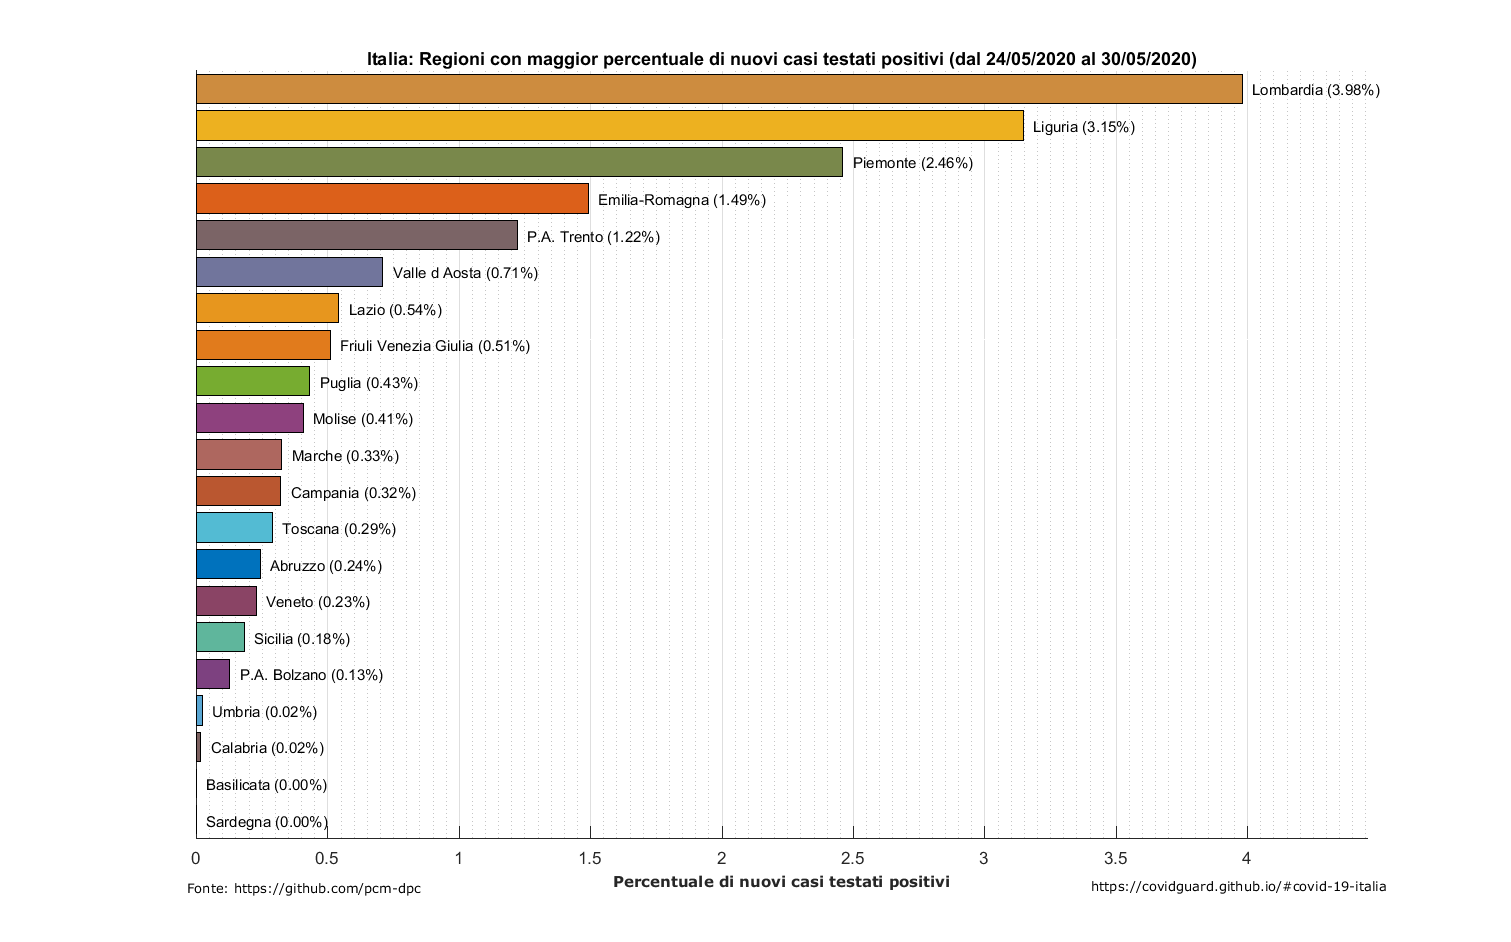 Italia: Regioni con maggior percentuale di nuovi casi testati positivi (dal 24/05/2020 al 30/05/2020)
Lombardia (3.98%)
Liguria (3.15%)
Piemonte (2.46%)
Emilia-Romagna (1.49%)
P.A. Trento (1.22%)
Valle d Aosta (0.71%)
Lazio (0.54%)
Friuli Venezia Giulia (0.51%)
Puglia (0.43%)
Molise (0.41%)
Marche (0.33%)
Campania (0.32%)
Toscana (0.29%)
Abruzzo (0.24%)
Veneto (0.23%)
Sicilia (0.18%)
P.A. Bolzano (0.13%)
Umbria (0.02%)
Calabria (0.02%)
Basilicata (0.00%)
Sardegna (0.00%)
0 0.5 1 1.5 2 2.5 3 3.5 4
Percentuale di nuovi casi testati positivi
Fonte: https://github.com/pcm-dpc
https://covidguard.github.io/#covid-19-italia